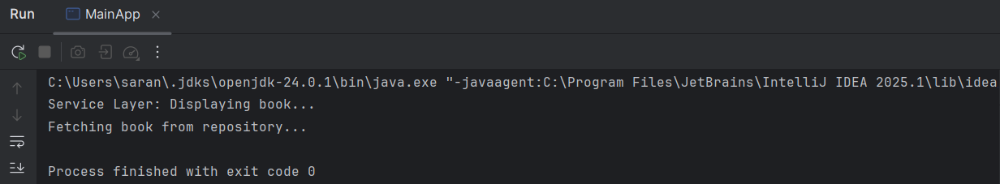 Run MainApp
C:\Users\saran\.jdks\openjdk-24.0.1\bin\java.exe "-javaagent:C:\Program Files\JetBrains\IntelliJ IDEA 2025.1\lib\idea
Service Layer: Displaying book...
Fetching book from repository...
Process finished with exit code 0